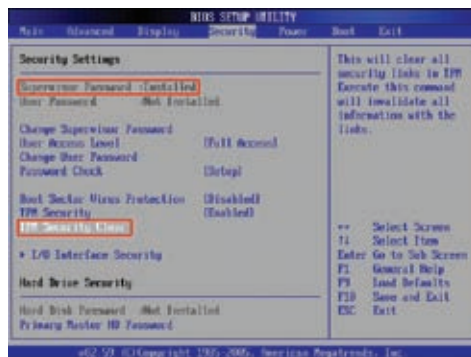 BIOS SETUP UTILITY
Main Advanced Display Security Power Boot Exit
Security Settings
Supervisor Password :Installed
User Password :Not Installed
Change Supervisor Password
User Access Level [Full Access]
Change User Password
Password Check [Setup]
Boot Sector Virus Protection [Disabled]
TPM Security [Enabled]
TPM Security Clear
I/O Interface Security
Hard Drive Security
Hard Disk Password :Not Installed
Primary Master HD Password
This will clear all
security links in TPM
Execute this command
will invalidate all
information with the
links.
Select Screen
↑↓ Select Item
Enter Go to Sub Screen
F1 General Help
F9 Load Defaults
F10 Save and Exit
ESC Exit
v02.59 (C)Copyright 1985-2005, American Megatrends, Inc.